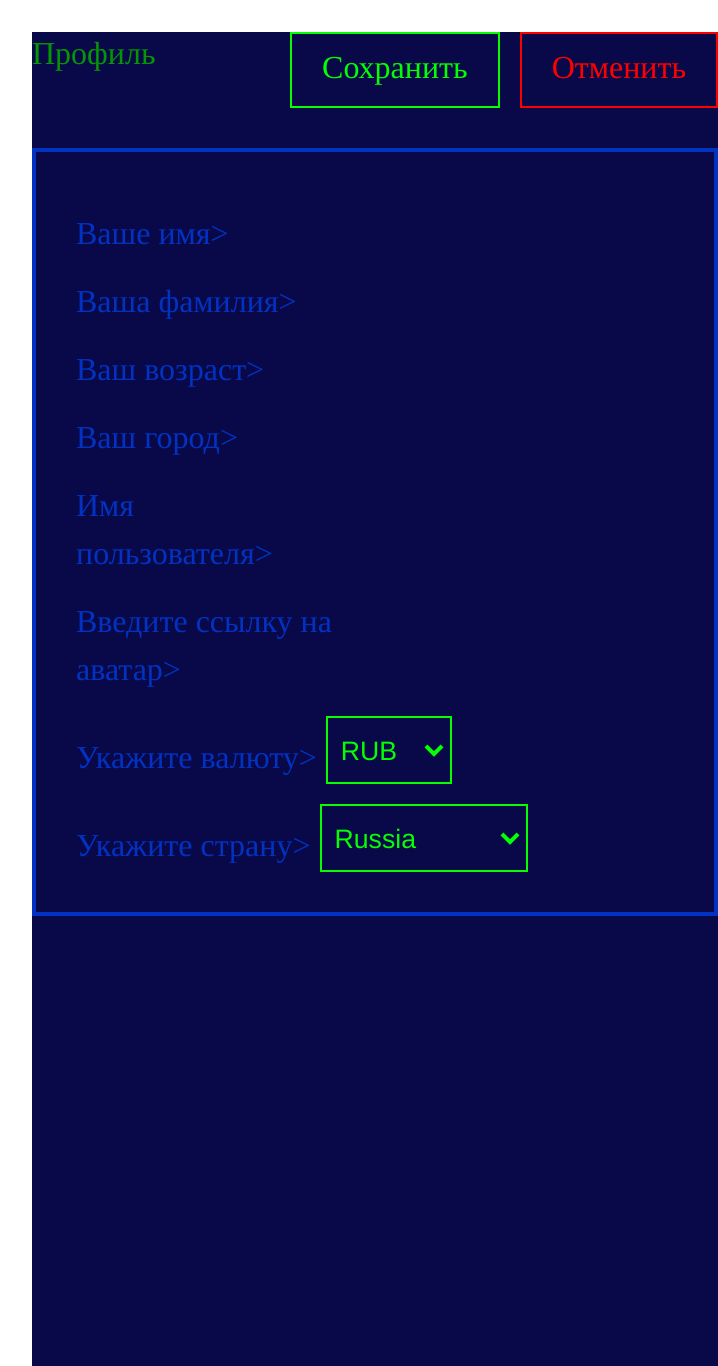 Профиль
Сохранить
Отменить
Ваше имя>
Ваша фамилия>
Ваш возраст>
Ваш город>
Имя
пользователя>
Введите ссылку на
аватар>
Укажите валюту> RUB
Укажите страну> Russia